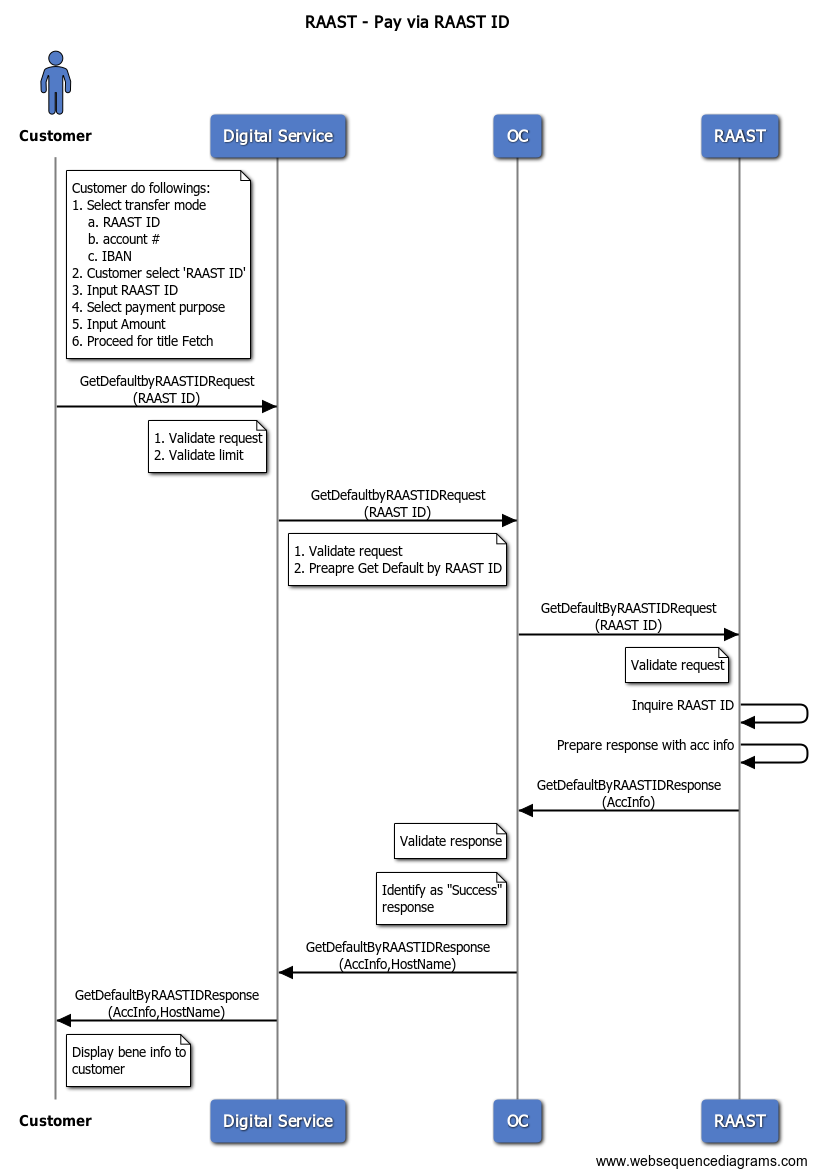 RAAST - Pay via RAAST ID
Customer
Digital Service
OC
RAAST
Customer do followings:
1. Select transfer mode
a. RAAST ID
b. account #
c. IBAN
2. Customer select 'RAAST ID'
3. Input RAAST ID
4. Select payment purpose
5. Input Amount
6. Proceed for title Fetch
GetDefaultbyRAASTIDRequest
(RAAST ID)
1. Validate request
2. Validate limit
GetDefaultbyRAASTIDRequest
(RAAST ID)
1. Validate request
2. Preapre Get Default by RAAST ID
GetDefaultByRAASTIDRequest
(RAAST ID)
Validate request
Inquire RAAST ID
Prepare response with acc info
GetDefaultByRAASTIDResponse
(AccInfo)
Validate response
Identify as "Success"
response
GetDefaultByRAASTIDResponse
(AccInfo,HostName)
GetDefaultByRAASTIDResponse
(AccInfo,HostName)
Display bene info to
customer
Customer
Digital Service
OC
RAAST
www.websequencediagrams.com